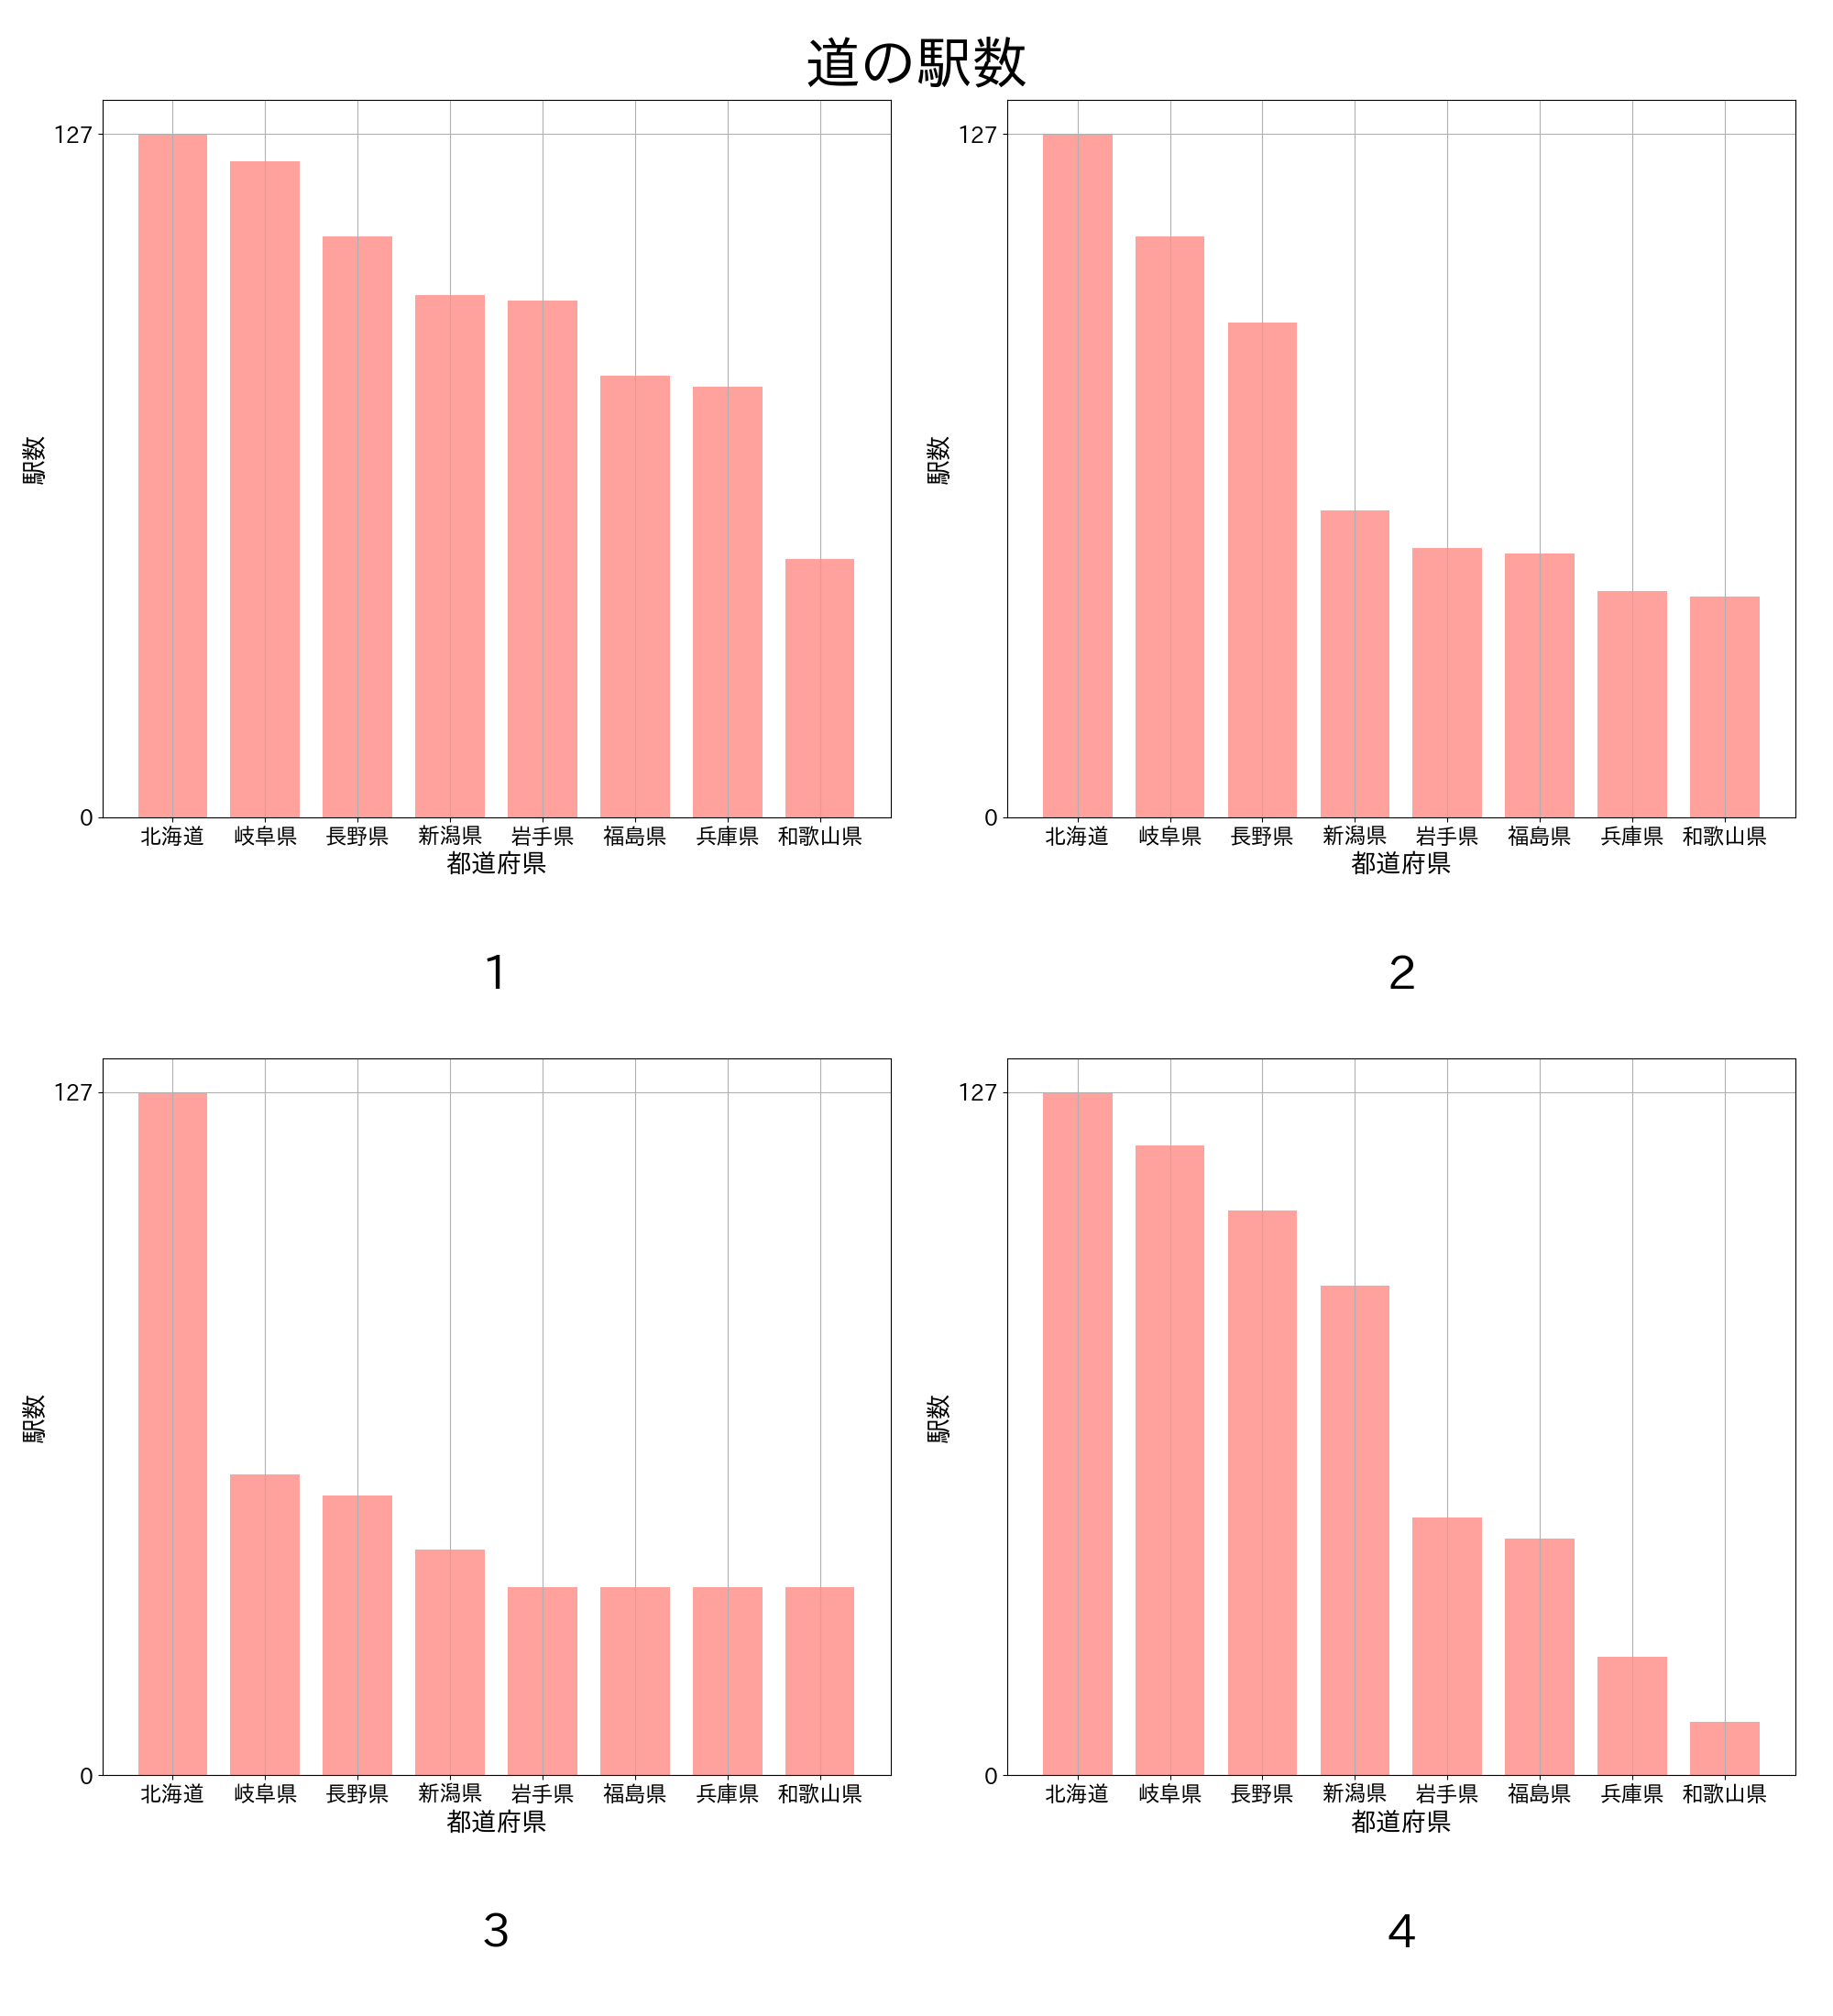 道の駅数
127
駅数
0
北海道 岐阜県 長野県 新潟県 岩手県 福島県 兵庫県 和歌山県
都道府県
1
127
駅数
0
北海道 岐阜県 長野県 新潟県 岩手県 福島県 兵庫県 和歌山県
都道府県
2
127
駅数
0
北海道 岐阜県 長野県 新潟県 岩手県 福島県 兵庫県 和歌山県
都道府県
3
127
駅数
0
北海道 岐阜県 長野県 新潟県 岩手県 福島県 兵庫県 和歌山県
都道府県
4